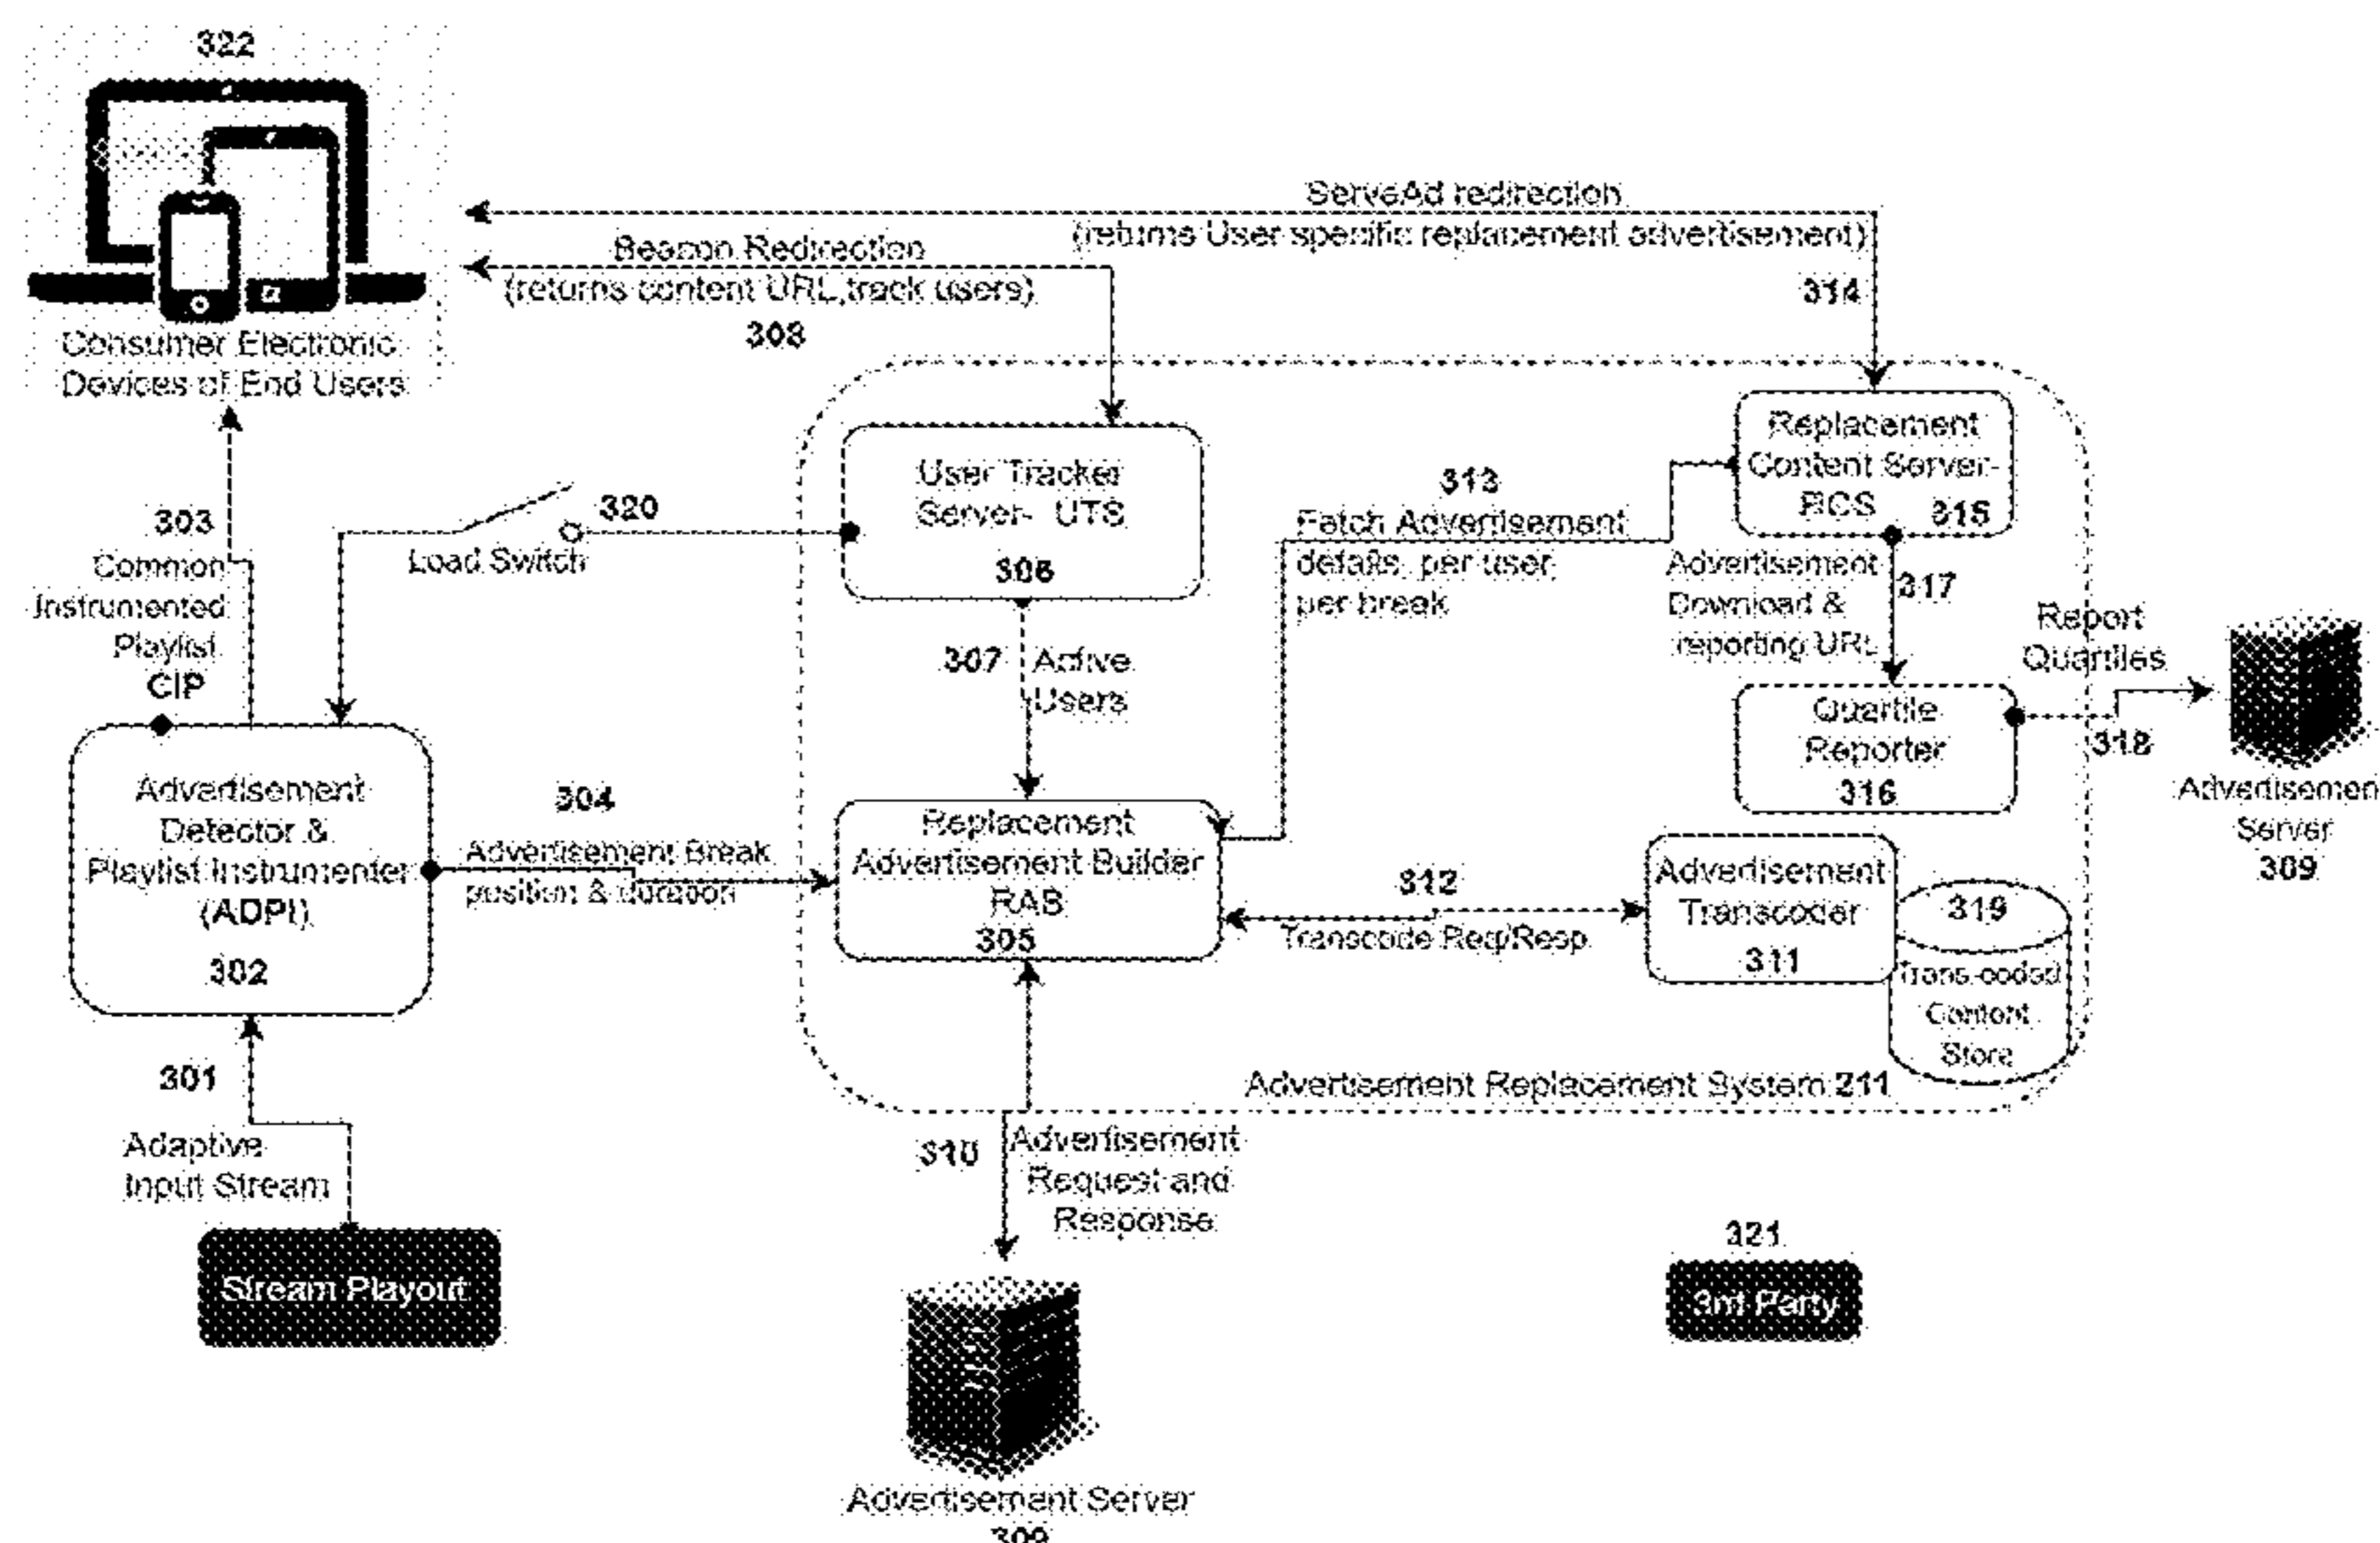 322
Consumer Electronic
Devices of End Users
ServeAd redirection
(returns User specific replacement advertisement)
314
Beacon Redirection
(returns content URL, track users)
308
303
Common
Instrumented
Playlist
CIP
320
Load Switch
User Tracker
Server- UTS
306
307
Active
Users
313
Fetch Advertisement
details, per user,
per break
Replacement
Content Server-
RCS 315
Advertisement
Download &
reporting URL
317
Report
Quartiles
318
Quartile
Reporter
316
Advertisemen
Server
309
Advertisement
Detector &
Playlist Instrumenter
(ADPI)
302
304
Advertisement Break
position & duration
Replacement
Advertisement Builder
RAB
305
312
Transcode Req/Resp
Advertisement
Transcoder
311
319
Trans-coded
Content
Store
Advertisement Replacement System 211
301
Adaptive
Input Stream
Stream Playout
310
Advertisement
Request and
Response
321
3rd Party
Advertisement Server
309